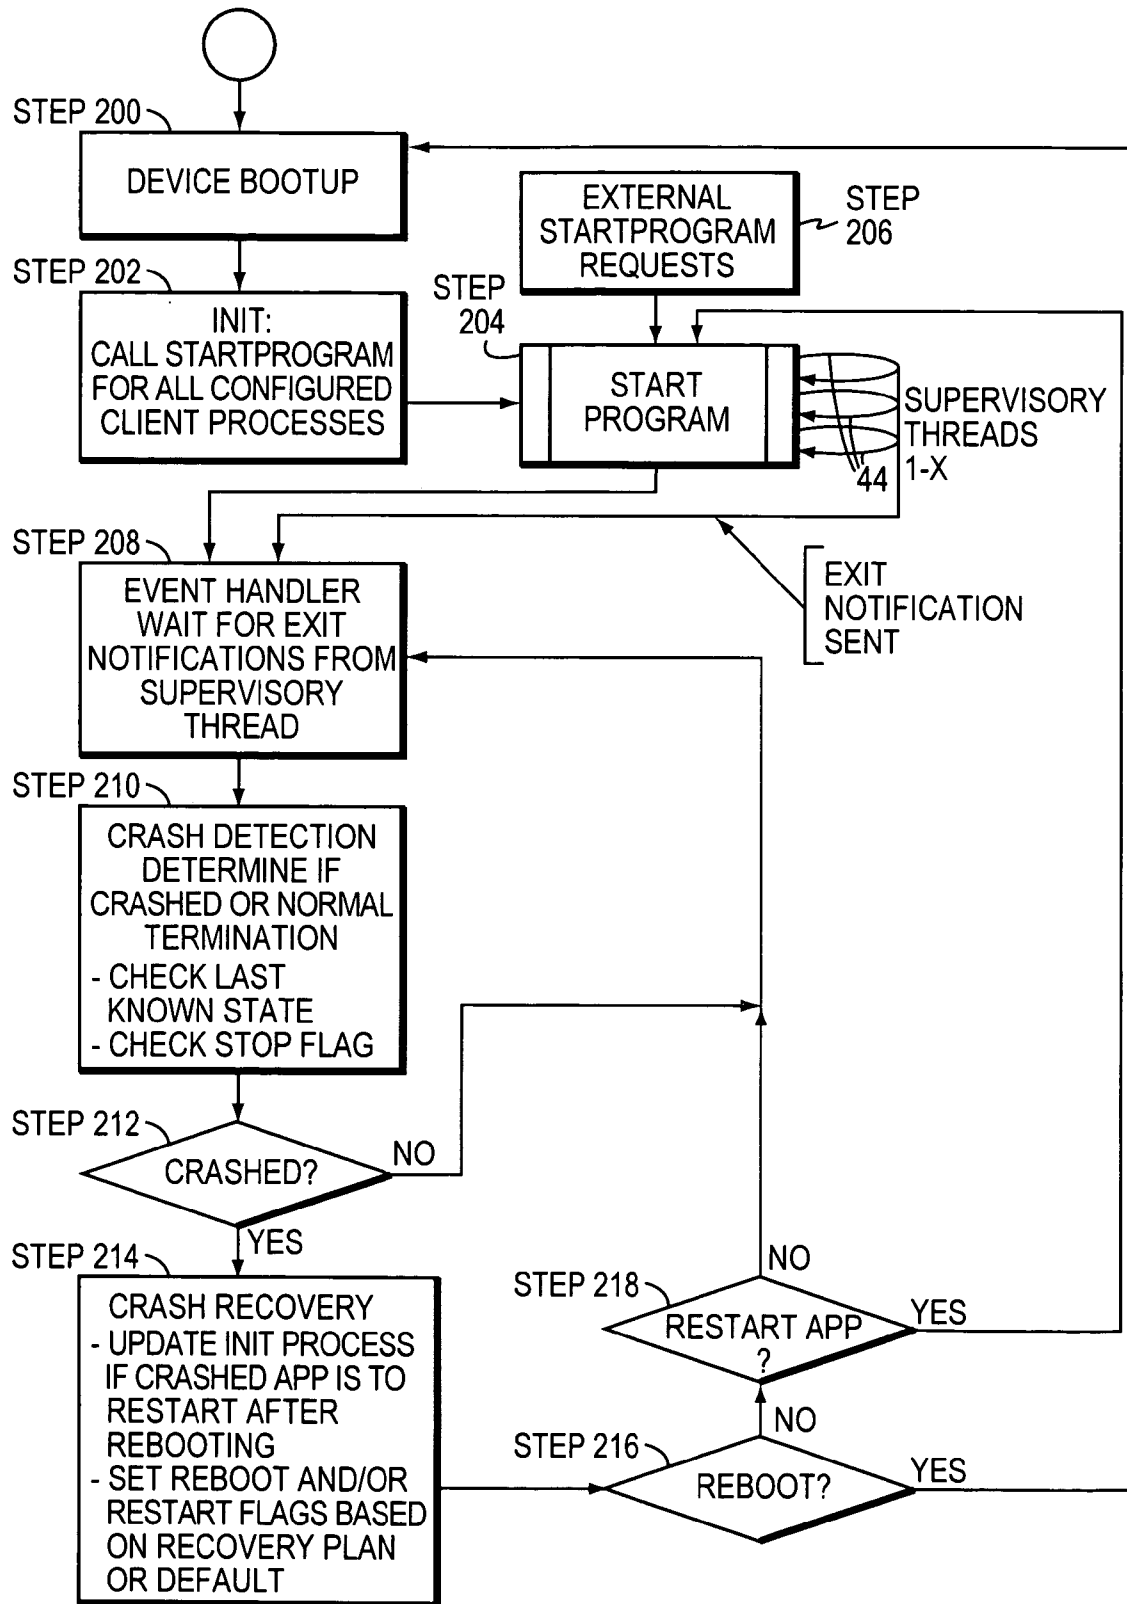 STEP 200
DEVICE BOOTUP
EXTERNAL
STARTPROGRAM
REQUESTS
STEP
206
STEP 202
INIT:
CALL STARTPROGRAM
FOR ALL CONFIGURED
CLIENT PROCESSES
STEP
204
START
PROGRAM
SUPERVISORY
THREADS
1-X
44
STEP 208
EVENT HANDLER
WAIT FOR EXIT
NOTIFICATIONS FROM
SUPERVISORY
THREAD
EXIT
NOTIFICATION
SENT
STEP 210
CRASH DETECTION
DETERMINE IF
CRASHED OR NORMAL
TERMINATION
- CHECK LAST
KNOWN STATE
- CHECK STOP FLAG
STEP 212
CRASHED?
NO
YES
STEP 214
CRASH RECOVERY
- UPDATE INIT PROCESS
IF CRASHED APP IS TO
RESTART AFTER
REBOOTING
- SET REBOOT AND/OR
RESTART FLAGS BASED
ON RECOVERY PLAN
OR DEFAULT
STEP 218
RESTART APP
?
NO
YES
STEP 216
REBOOT?
NO
YES